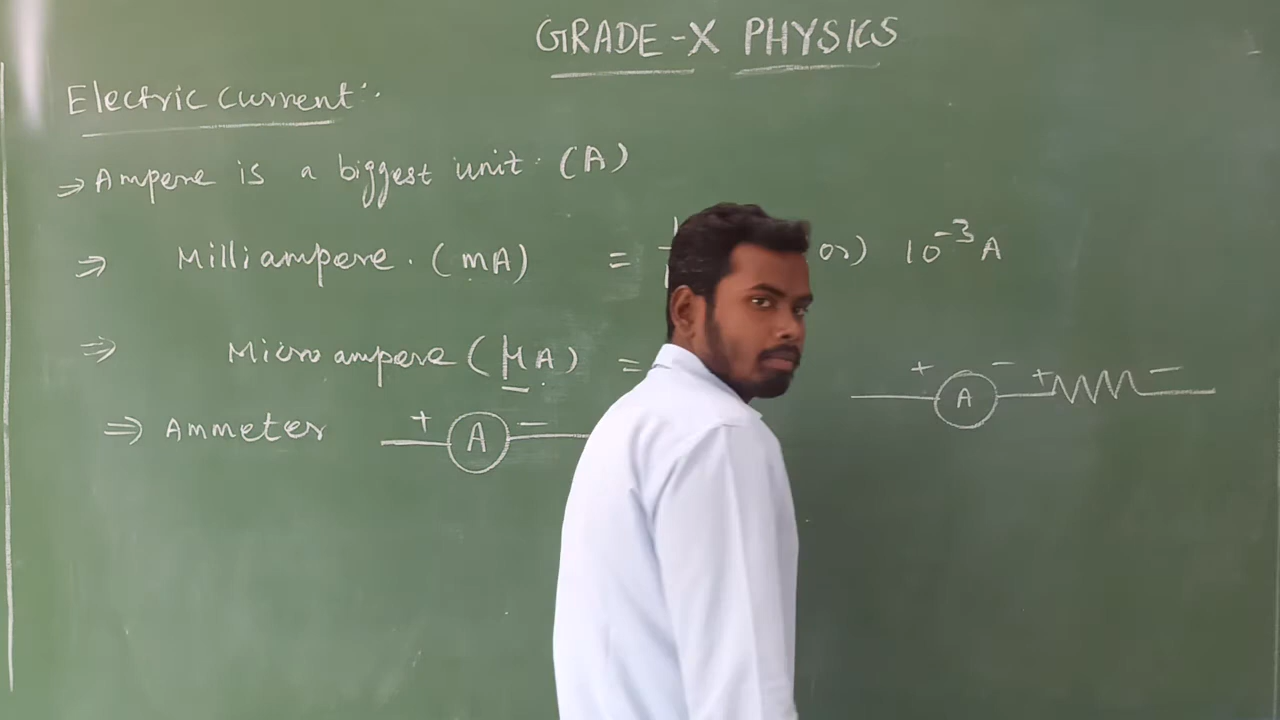 GRADE-X PHYSICS
Electric Current:-
⇒ Ampere is a biggest unit. (A)
⇒ Milliampere. (mA) = or) 10⁻³ A
⇒ Micro ampere (μA) =
⇒ Ammeter + A -
+ A - + -